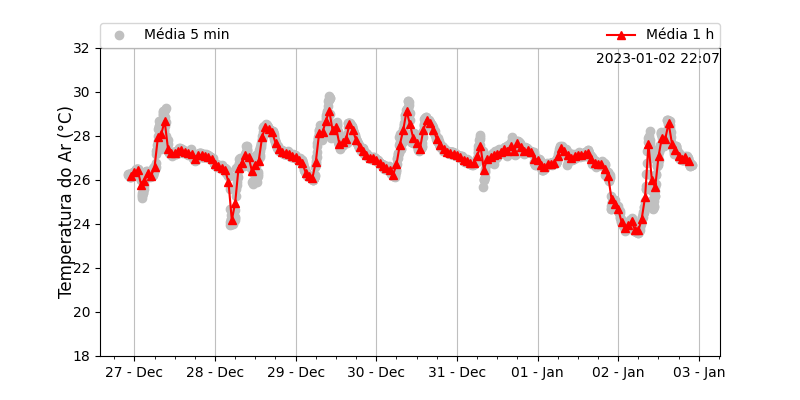 Média 5 min
Média 1 h
2023-01-02 22:07
Temperatura do Ar (°C)
32
30
28
26
24
22
20
18
27 - Dec
28 - Dec
29 - Dec
30 - Dec
31 - Dec
01 - Jan
02 - Jan
03 - Jan